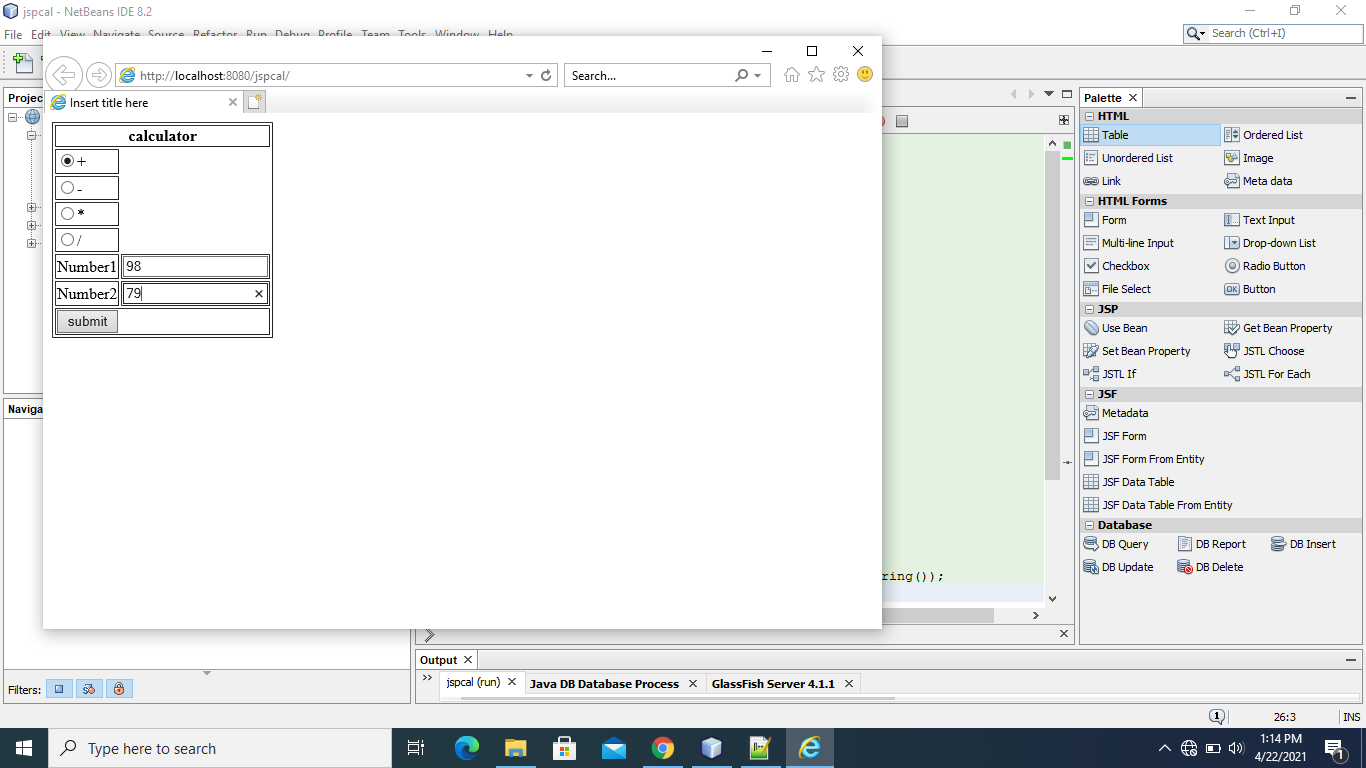 jspcal - NetBeans IDE 8.2
File Edit View Navigate Source Refactor Run Debug Profile Team Tools Window Help
Search (Ctrl+I)
http://localhost:8080/jspcal/
Search...
Insert title here
calculator
+
-
*
/
Number1 98
Number2 79
submit
Projec
Naviga
Filters:
ring());
Palette
HTML
Table Ordered List
Unordered List Image
Link Meta data
HTML Forms
Form Text Input
Multi-line Input Drop-down List
Checkbox Radio Button
File Select Button
JSP
Use Bean Get Bean Property
Set Bean Property JSTL Choose
JSTL If JSTL For Each
JSF
Metadata
JSF Form
JSF Form From Entity
JSF Data Table
JSF Data Table From Entity
Database
DB Query DB Report DB Insert
DB Update DB Delete
Output
jspcal (run) Java DB Database Process GlassFish Server 4.1.1
1 26:3 INS
Type here to search
1:14 PM
4/22/2021
1